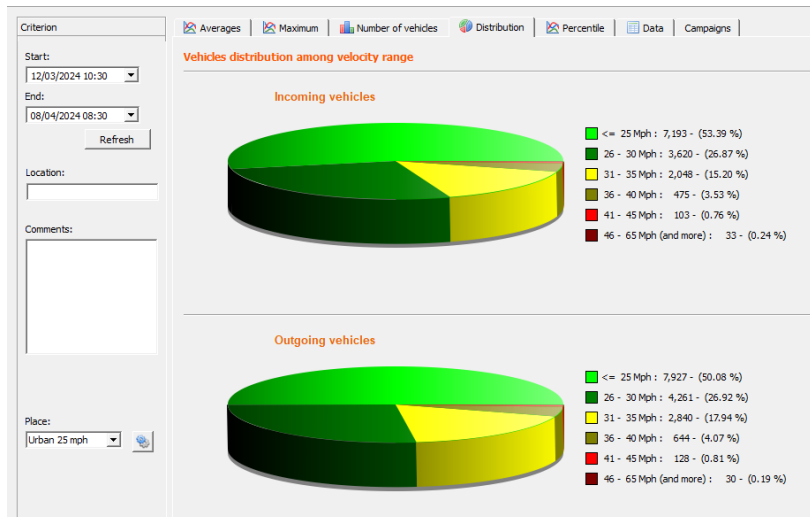 Criterion
Start:
12/03/2024 10:30
End:
08/04/2024 08:30
Refresh
Location:
Comments:
Place:
Urban 25 mph
Averages Maximum Number of vehicles Distribution Percentile Data Campaigns
Vehicles distribution among velocity range
Incoming vehicles
<= 25 Mph : 7,193 - (53.39 %)
26 - 30 Mph : 3,620 - (26.87 %)
31 - 35 Mph : 2,048 - (15.20 %)
36 - 40 Mph : 475 - (3.53 %)
41 - 45 Mph : 103 - (0.76 %)
46 - 65 Mph (and more) : 33 - (0.24 %)
Outgoing vehicles
<= 25 Mph : 7,927 - (50.08 %)
26 - 30 Mph : 4,261 - (26.92 %)
31 - 35 Mph : 2,840 - (17.94 %)
36 - 40 Mph : 644 - (4.07 %)
41 - 45 Mph : 128 - (0.81 %)
46 - 65 Mph (and more) : 30 - (0.19 %)